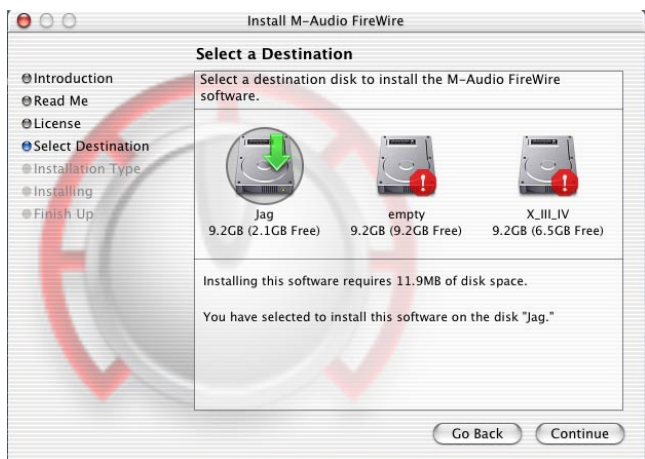 Install M-Audio FireWire
Select a Destination
Introduction
Read Me
License
Select Destination
Installation Type
Installing
Finish Up
Select a destination disk to install the M-Audio FireWire
software.
Jag
9.2GB (2.1GB Free)
empty
9.2GB (9.2GB Free)
X_III_IV
9.2GB (6.5GB Free)
Installing this software requires 11.9MB of disk space.
You have selected to install this software on the disk "Jag."
Go Back
Continue